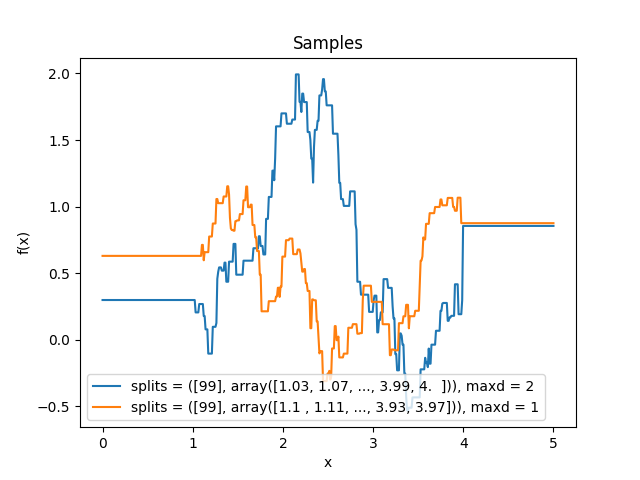 Samples
f(x)
2.0
1.5
1.0
0.5
0.0
−0.5
splits = ([99], array([1.03, 1.07, ..., 3.99, 4.  ])), maxd = 2
splits = ([99], array([1.1 , 1.11, ..., 3.93, 3.97])), maxd = 1
0 1 2 3 4 5
x